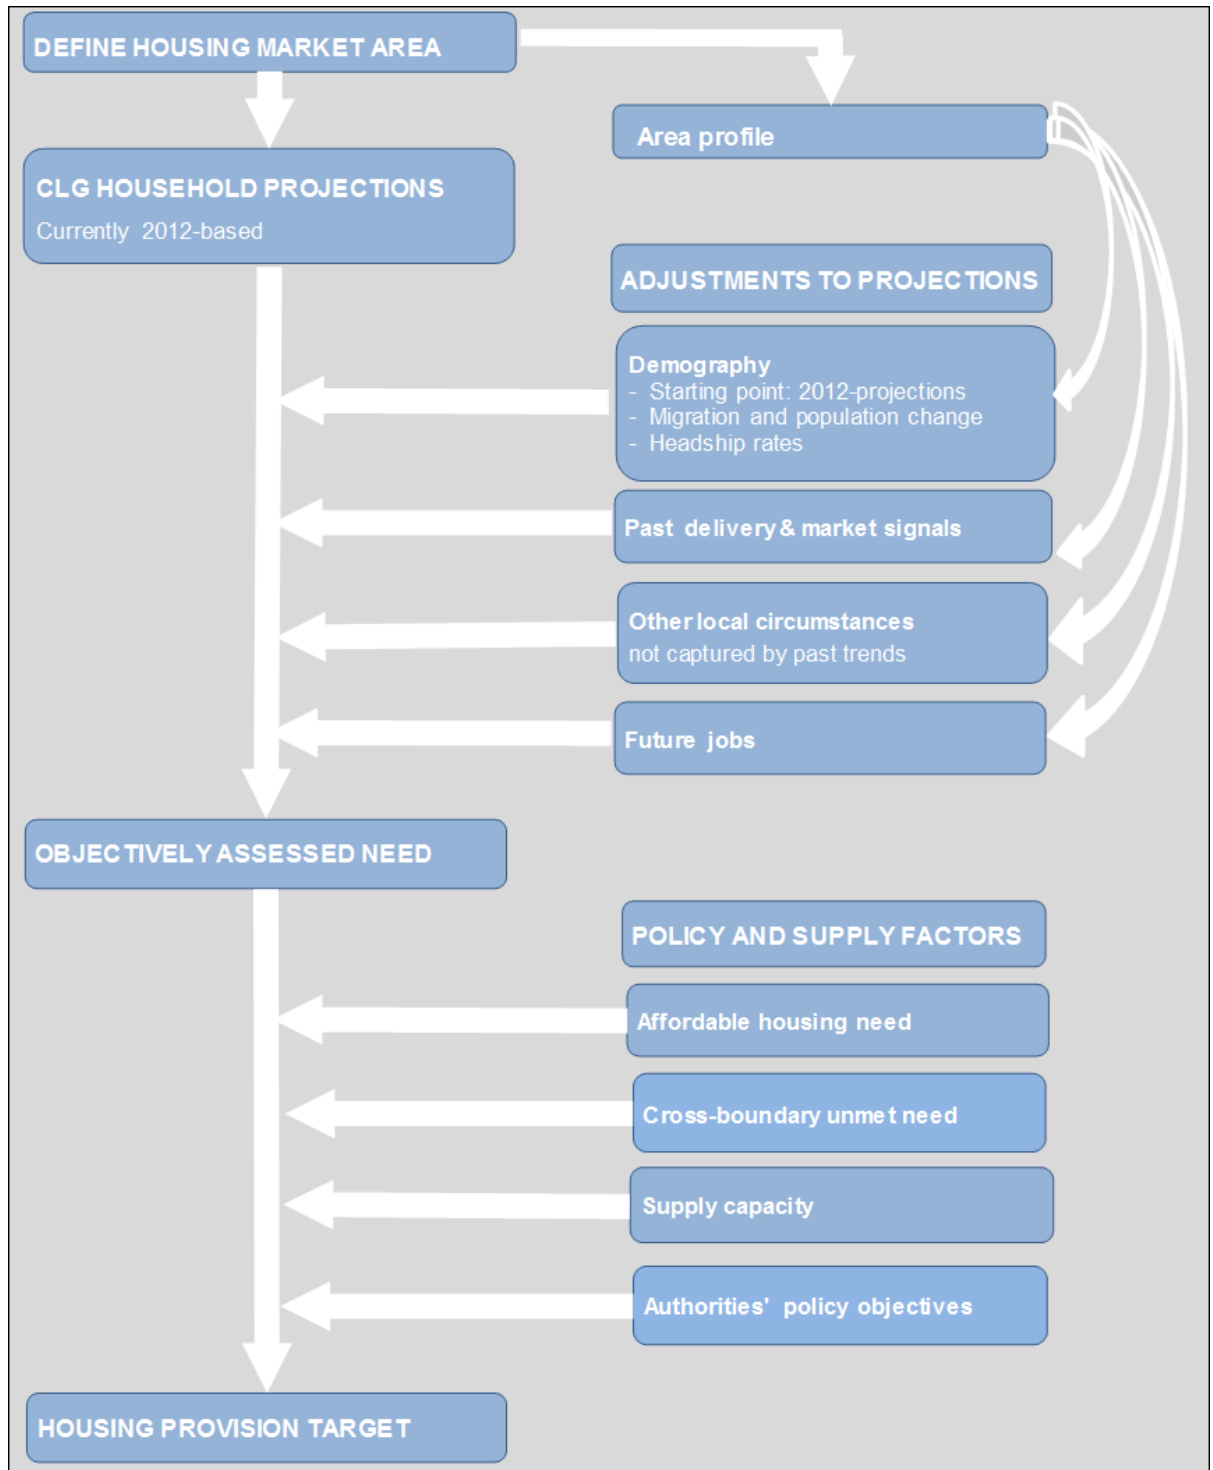 DEFINE HOUSING MARKET AREA
Area profile
CLG HOUSEHOLD PROJECTIONS
Currently 2012-based
ADJUSTMENTS TO PROJECTIONS
Demography
- Starting point: 2012-projections
- Migration and population change
- Headship rates
Past delivery & market signals
Other local circumstances
not captured by past trends
Future jobs
OBJECTIVELY ASSESSED NEED
POLICY AND SUPPLY FACTORS
Affordable housing need
Cross-boundary unmet need
Supply capacity
Authorities' policy objectives
HOUSING PROVISION TARGET